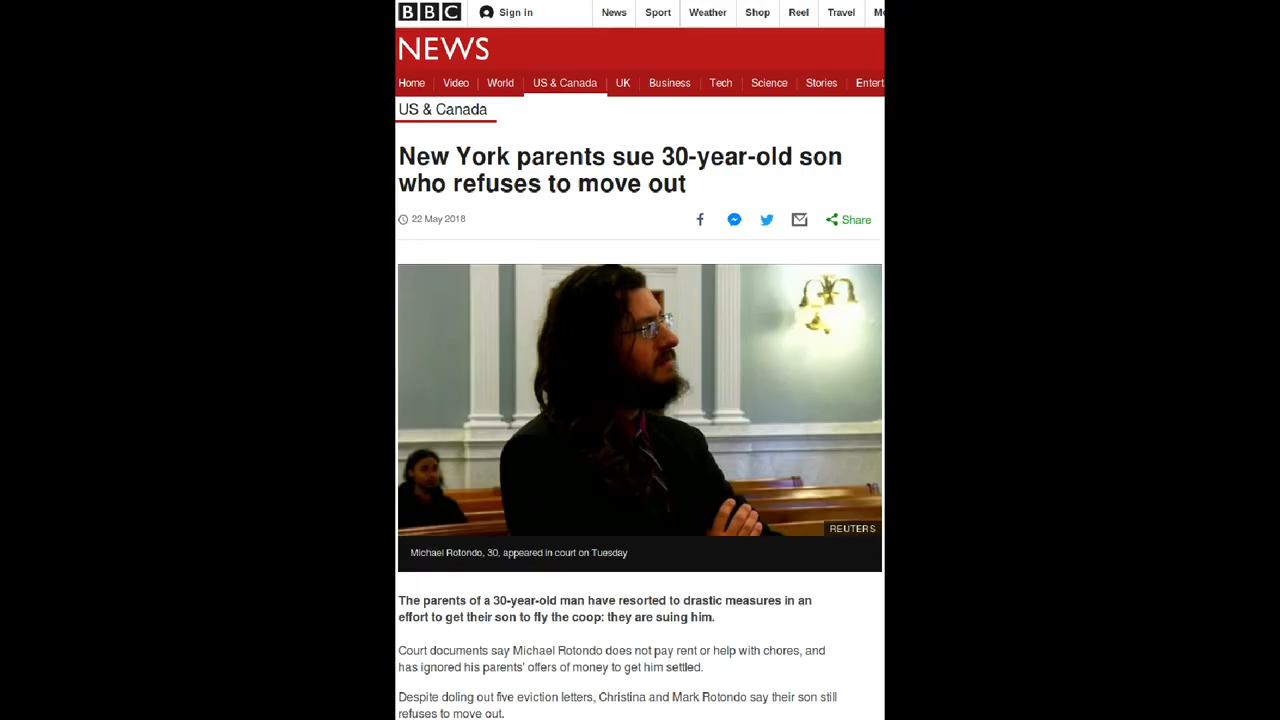 BBC Sign in News Sport Weather Shop Reel Travel
NEWS
Home Video World US & Canada UK Business Tech Science Stories Entert
US & Canada
New York parents sue 30-year-old son
who refuses to move out
22 May 2018 Share
REUTERS
Michael Rotondo, 30, appeared in court on Tuesday
The parents of a 30-year-old man have resorted to drastic measures in an
effort to get their son to fly the coop: they are suing him.
Court documents say Michael Rotondo does not pay rent or help with chores, and
has ignored his parents' offers of money to get him settled.
Despite doling out five eviction letters, Christina and Mark Rotondo say their son still
refuses to move out.